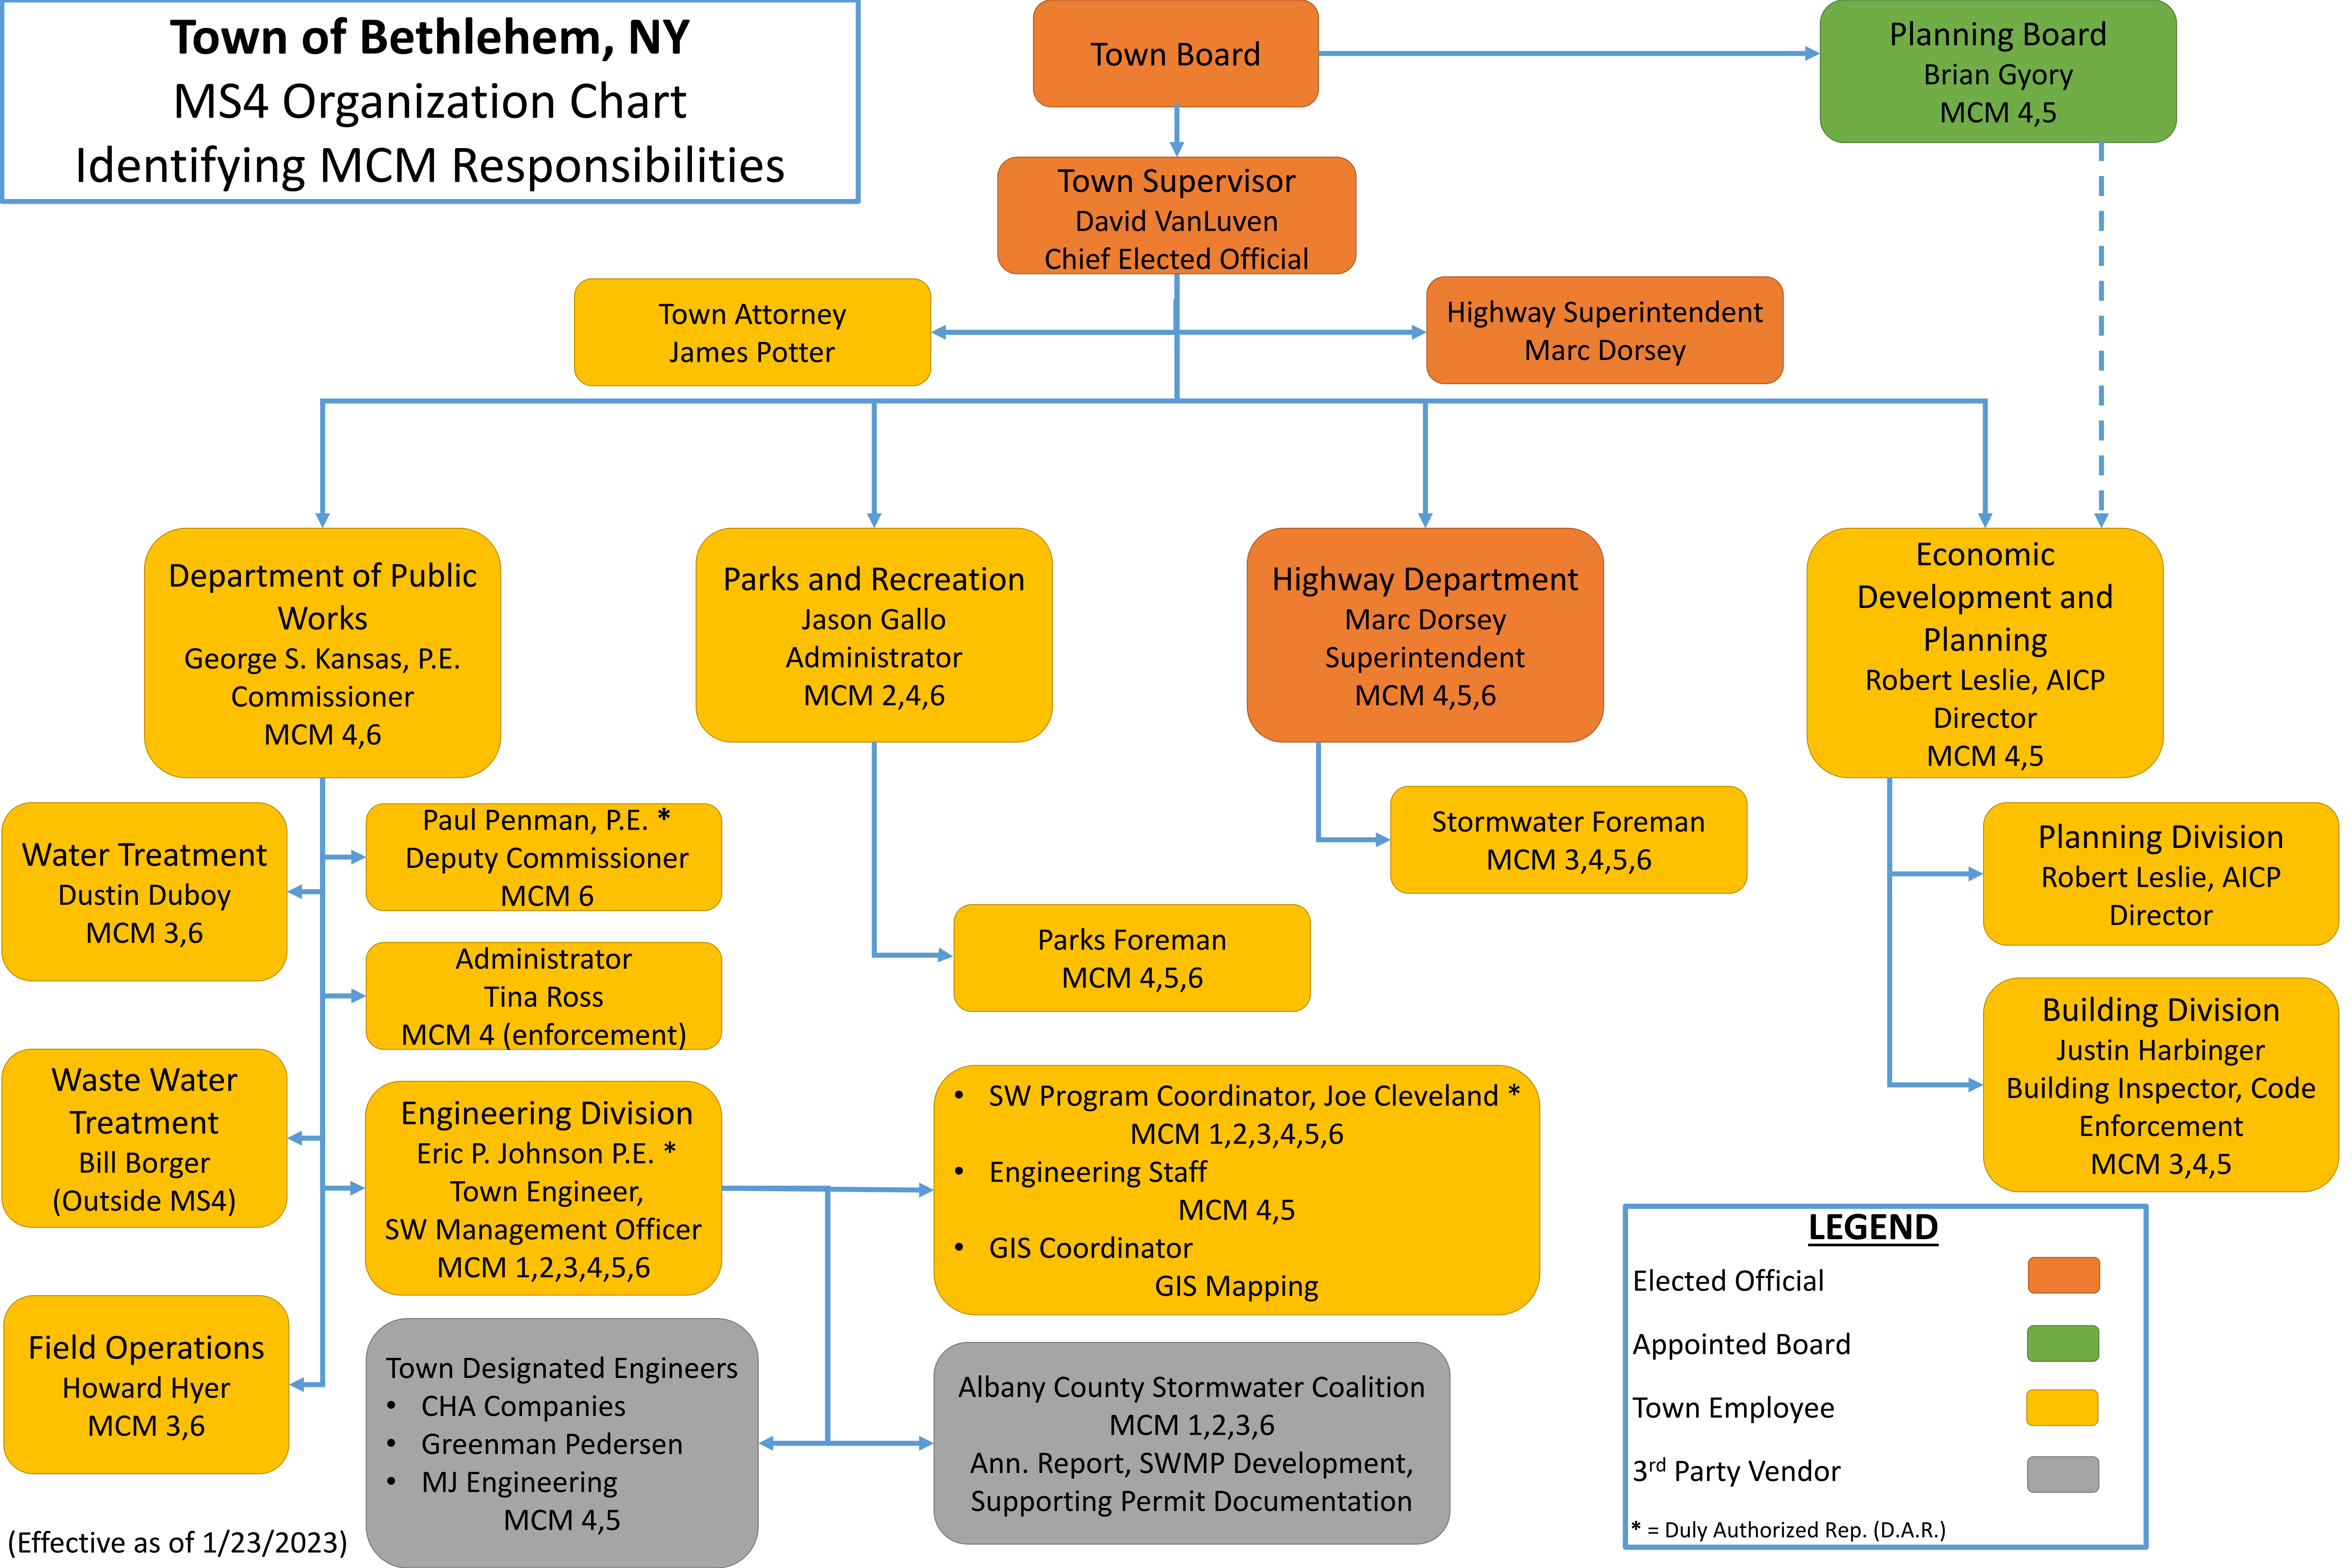 Town of Bethlehem, NY
MS4 Organization Chart
Identifying MCM Responsibilities
Town Board
Planning Board
Brian Gyory
MCM 4,5
Town Supervisor
David VanLuven
Chief Elected Official
Town Attorney
James Potter
Highway Superintendent
Marc Dorsey
Department of Public
Works
George S. Kansas, P.E.
Commissioner
MCM 4,6
Parks and Recreation
Jason Gallo
Administrator
MCM 2,4,6
Highway Department
Marc Dorsey
Superintendent
MCM 4,5,6
Economic
Development and
Planning
Robert Leslie, AICP
Director
MCM 4,5
Water Treatment
Dustin Duboy
MCM 3,6
Paul Penman, P.E. *
Deputy Commissioner
MCM 6
Administrator
Tina Ross
MCM 4 (enforcement)
Waste Water
Treatment
Bill Borger
(Outside MS4)
Engineering Division
Eric P. Johnson P.E. *
Town Engineer,
SW Management Officer
MCM 1,2,3,4,5,6
Field Operations
Howard Hyer
MCM 3,6
Town Designated Engineers
• CHA Companies
• Greenman Pedersen
• MJ Engineering
MCM 4,5
Parks Foreman
MCM 4,5,6
Stormwater Foreman
MCM 3,4,5,6
• SW Program Coordinator, Joe Cleveland *
MCM 1,2,3,4,5,6
• Engineering Staff
MCM 4,5
• GIS Coordinator
GIS Mapping
Albany County Stormwater Coalition
MCM 1,2,3,6
Ann. Report, SWMP Development,
Supporting Permit Documentation
Planning Division
Robert Leslie, AICP
Director
Building Division
Justin Harbinger
Building Inspector, Code
Enforcement
MCM 3,4,5
LEGEND
Elected Official
Appointed Board
Town Employee
3rd Party Vendor
* = Duly Authorized Rep. (D.A.R.)
(Effective as of 1/23/2023)